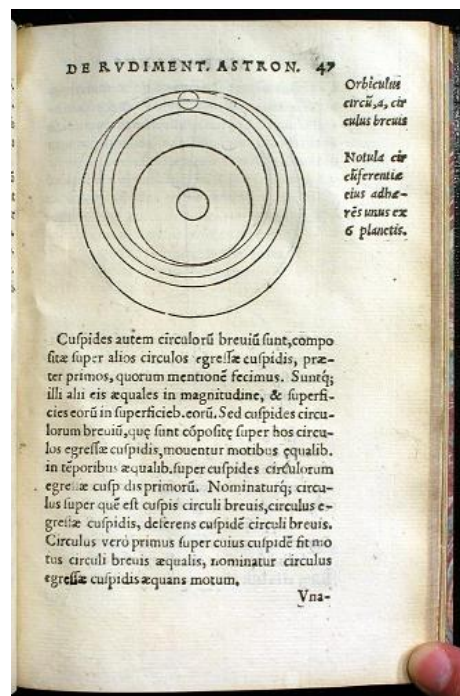 DE RVDIMENT. ASTRON. 47
Orbiculus
circũ, a, cir
culus breuis
Notula cir
cũferentiæ
eius adhæ-
rẽs unus ex
6 planetis.
Cuſpides autem circulorũ breuiũ ſunt, compo
ſitæ ſuper alios circulos egreſſæ cuſpidis, præ-
ter primos, quorum mentionẽ fecimus. Suntq;
illi alii eis æquales in magnitudine, & ſuperfi-
cies eorũ in ſuperficieb. eorũ. Sed cuſpides circu-
lorum breuiũ, quę ſunt cõpoſitę ſuper hos circu-
los egreſſæ cuſpidis, mouentur motibus ęqualib.
in tẽporibus æqualib. ſuper cuſpides circulorum
egreſſæ cuſp dis primorũ. Nominaturq; circu-
lus ſuper quẽ eſt cuſpis circuli breuis, circulus e-
greſſæ cuſpidis, deferens cuſpidẽ circuli breuis.
Circulus verò primus ſuper cuius cuſpidẽ fit mo
tus circuli breuis æqualis, nominatur circulus
egreſſæ cuſpidis æquans motum.
Vna-